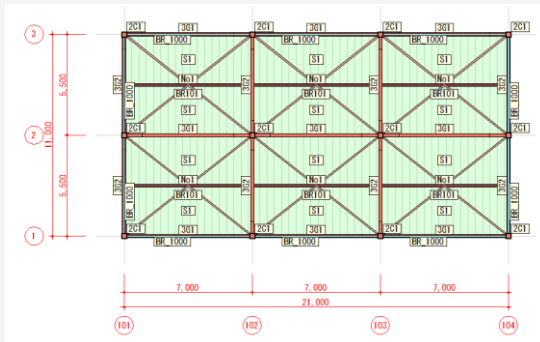 2C1 3G1 2C1 3G1 2C1 3G1 2C1
3 BR_1000 BR_1000 BR_1000
S1 S1 S1
No1 No1 No1
5,500 3G2 BR_1000 3G2 3G2 3G2 BR_1000
BR101 BR101 BR101
S1 S1 S1
2C1 3G1 2C1 3G1 2C1 3G1 2C1
11,000 2
S1 S1 S1
No1 No1 No1
5,500 3G2 BR_1000 3G2 3G2 3G2 BR_1000
BR101 BR101 BR101
S1 S1 S1
2C1 3G1 2C1 3G1 2C1 3G1 2C1
1 BR_1000 BR_1000 BR_1000
7,000 7,000 7,000
21,000
101 102 103 104